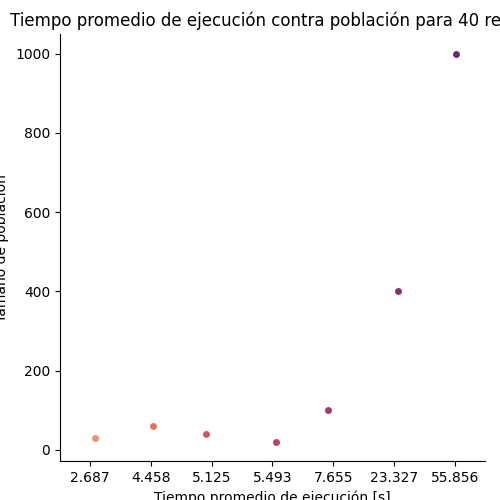 Tiempo promedio de ejecución contra población para 40 re
1000
800
600
400
200
0
Tamaño de población
2.687 4.458 5.125 5.493 7.655 23.327 55.856
Tiempo promedio de ejecución [s]